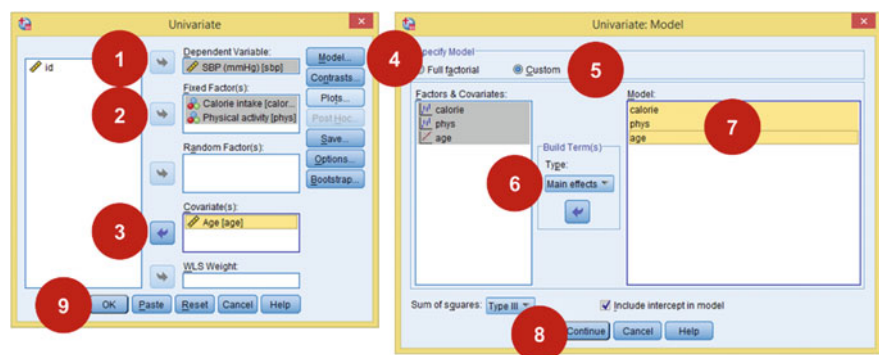 Univariate
id
1
Dependent Variable:
SBP (mmHg) [sbp]
2
Fixed Factor(s):
Calorie intake [calor...
Physical activity [phys]
Random Factor(s):
3
Covariate(s):
Age [age]
WLS Weight:
Model...
Contrasts...
Plots...
Post Hoc...
Save...
Options...
Bootstrap...
9
OK
Paste
Reset
Cancel
Help
Univariate: Model
4
Specify Model
Full factorial
Custom
5
Factors & Covariates:
calorie
phys
age
Build Term(s)
Type:
6
Main effects
Model:
calorie
phys
age
7
Sum of squares:
Type III
Include intercept in model
8
Continue
Cancel
Help